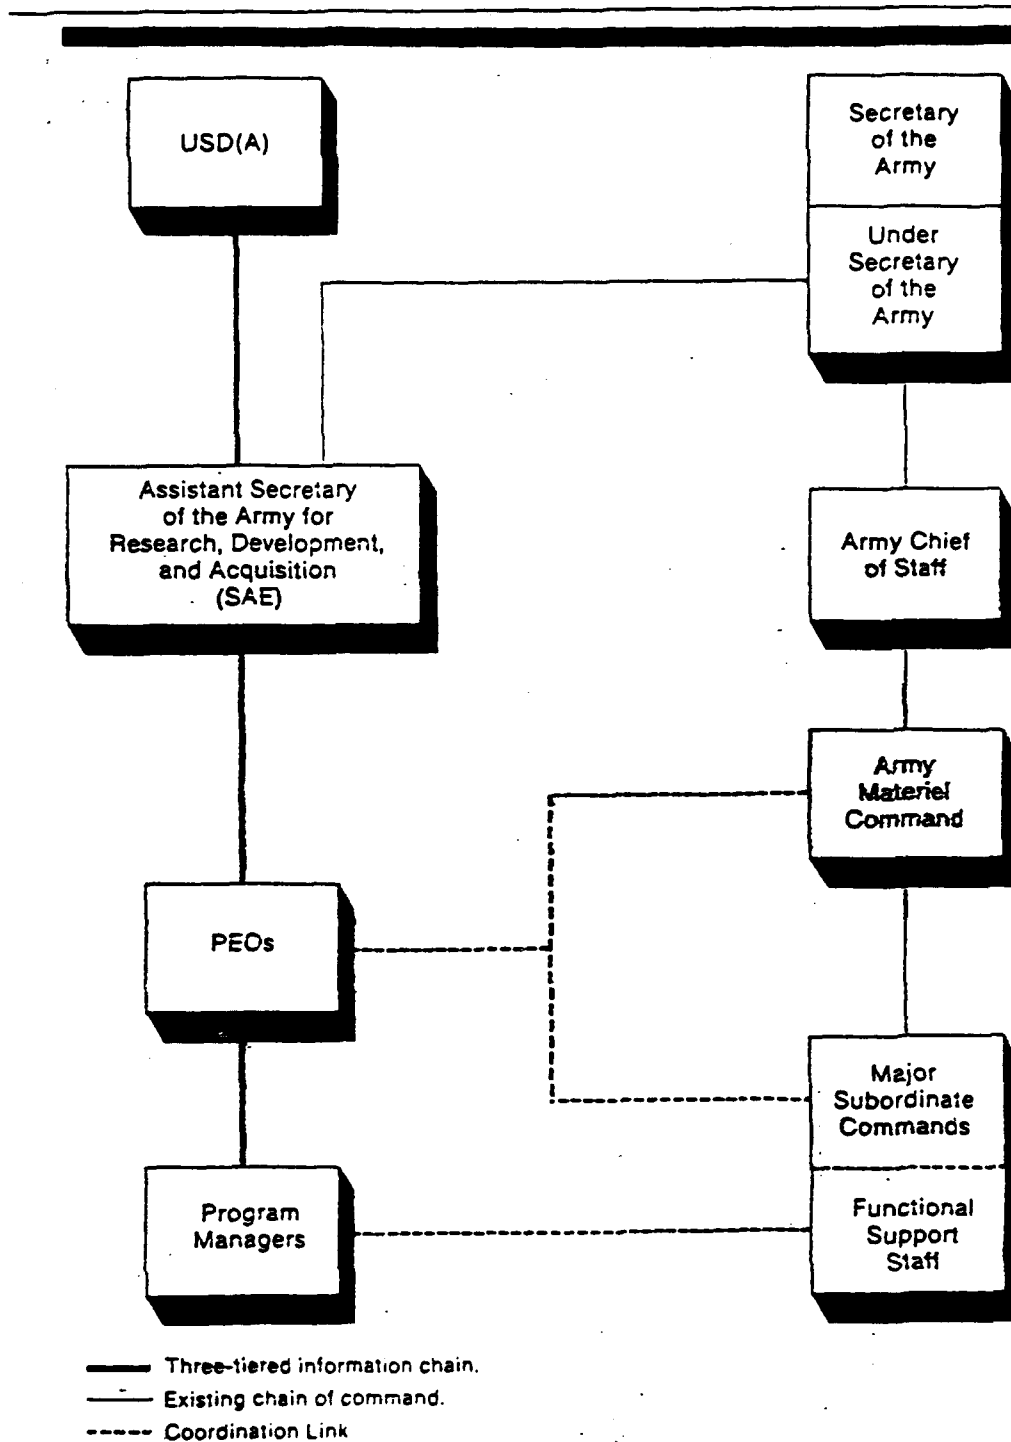 USD(A)
Secretary
of the
Army
Under
Secretary
of the
Army
Assistant Secretary
of the Army for
Research, Development,
and Acquisition
(SAE)
Army Chief
of Staff
Army
Materiel
Command
PEOs
Major
Subordinate
Commands
Program
Managers
Functional
Support
Staff
Three-tiered information chain.
Existing chain of command.
Coordination Link